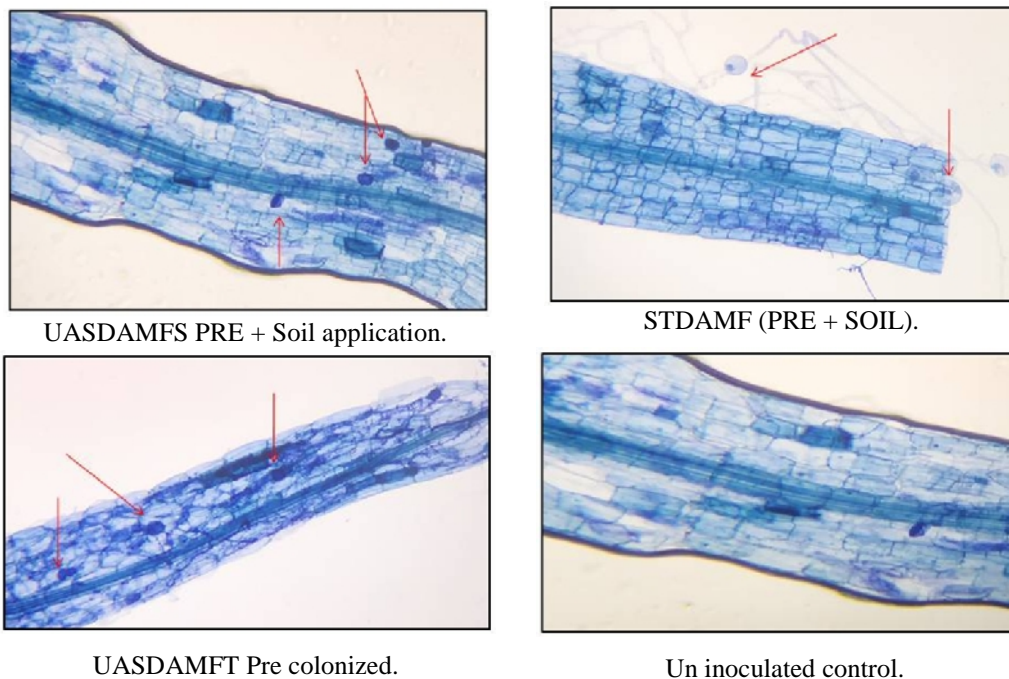 UASDAMFS PRE + Soil application.
STDAMF (PRE + SOIL).
UASDAMFT Pre colonized.
Un inoculated control.